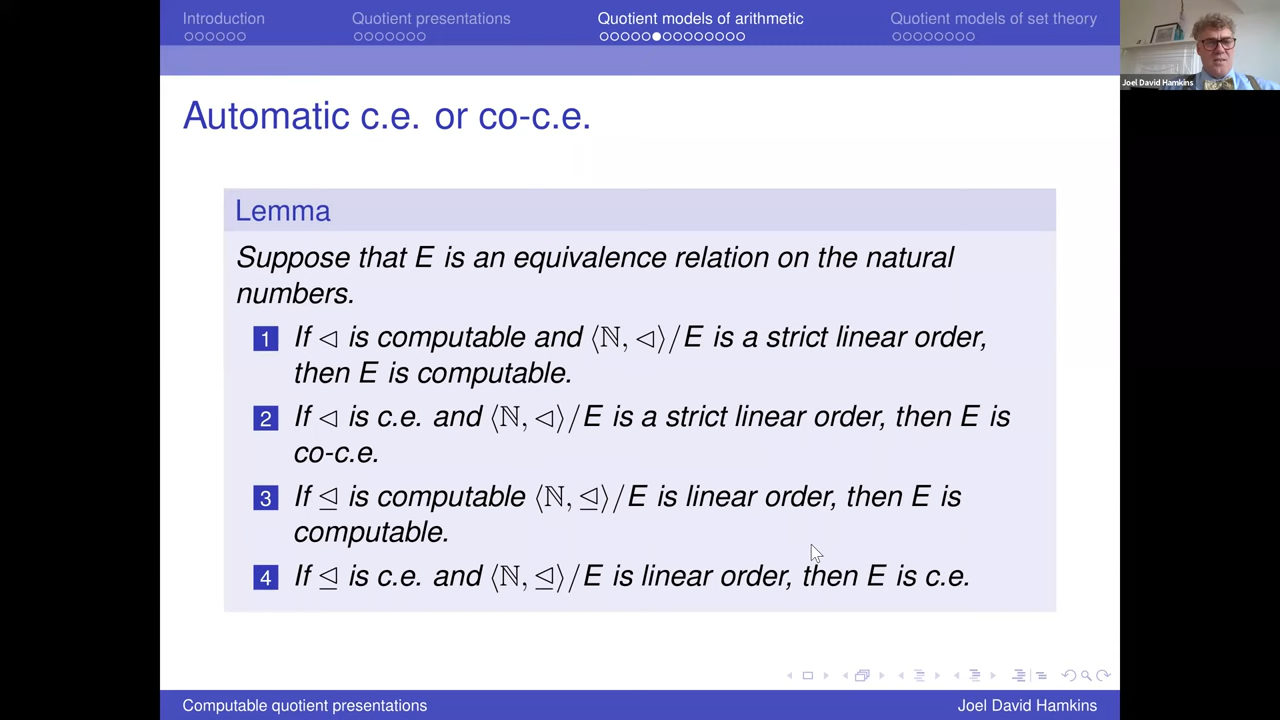 Introduction
Quotient presentations
Quotient models of arithmetic
Quotient models of set theory
Joel David Hamkins
Automatic c.e. or co-c.e.
Lemma
Suppose that E is an equivalence relation on the natural
numbers.
1 If ⊲ is computable and ⟨ℕ, ⊲⟩/E is a strict linear order,
then E is computable.
2 If ⊲ is c.e. and ⟨ℕ, ⊲⟩/E is a strict linear order, then E is
co-c.e.
3 If ⊴ is computable ⟨ℕ, ⊴⟩/E is linear order, then E is
computable.
4 If ⊴ is c.e. and ⟨ℕ, ⊴⟩/E is linear order, then E is c.e.
Computable quotient presentations
Joel David Hamkins